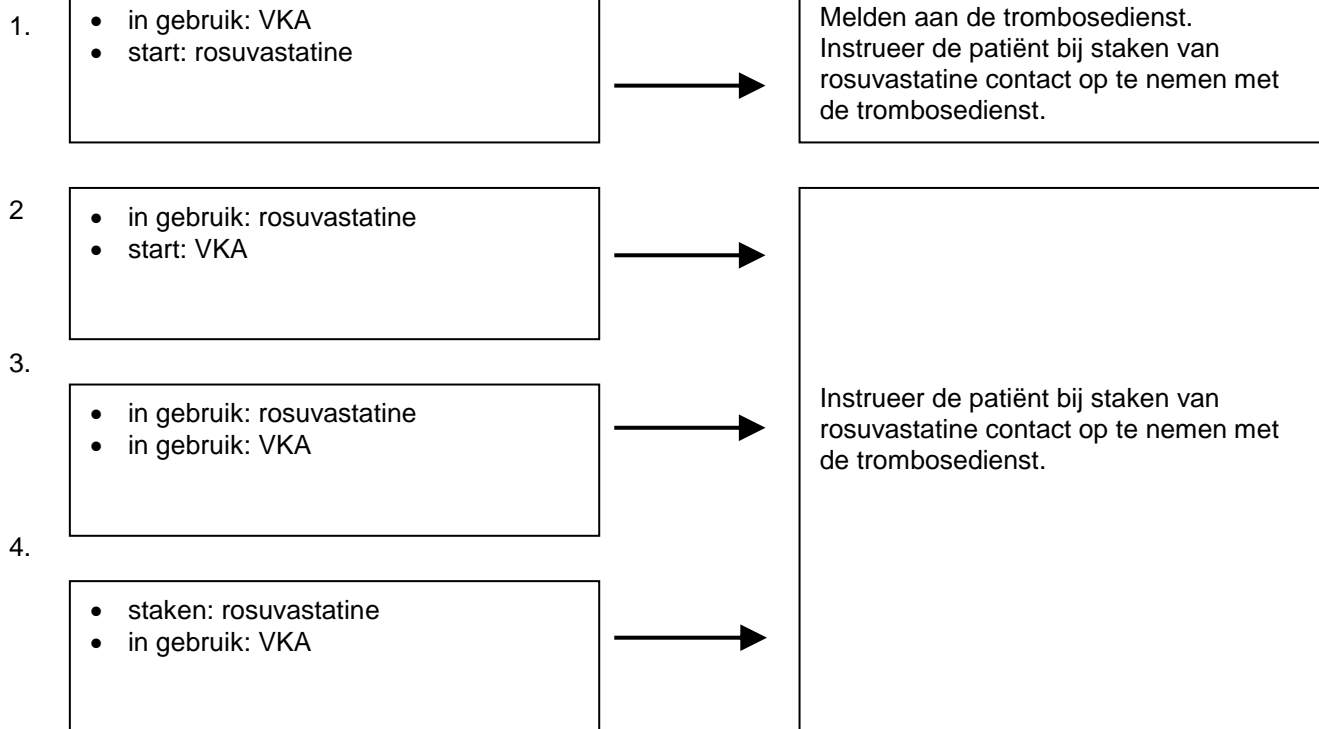 1.
• in gebruik: VKA
• start: rosuvastatine
Melden aan de trombosedienst.
Instrueer de patiënt bij staken van
rosuvastatine contact op te nemen met
de trombosedienst.
2
• in gebruik: rosuvastatine
• start: VKA
3.
• in gebruik: rosuvastatine
• in gebruik: VKA
Instrueer de patiënt bij staken van
rosuvastatine contact op te nemen met
de trombosedienst.
4.
• staken: rosuvastatine
• in gebruik: VKA